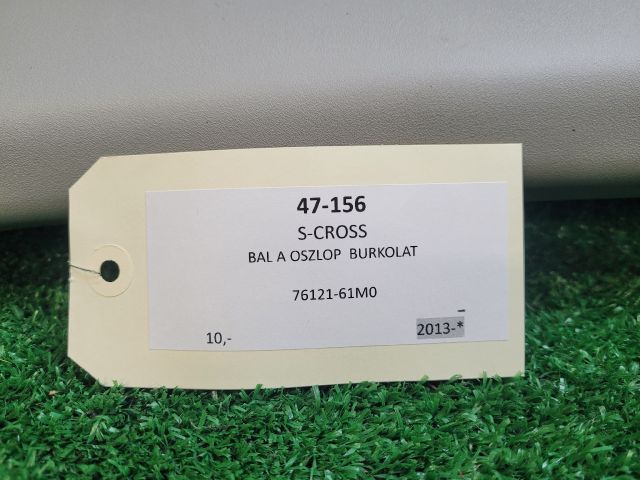 47-156
S-CROSS
BAL A OSZLOP BURKOLAT
76121-61M0
–
10,- 2013-*